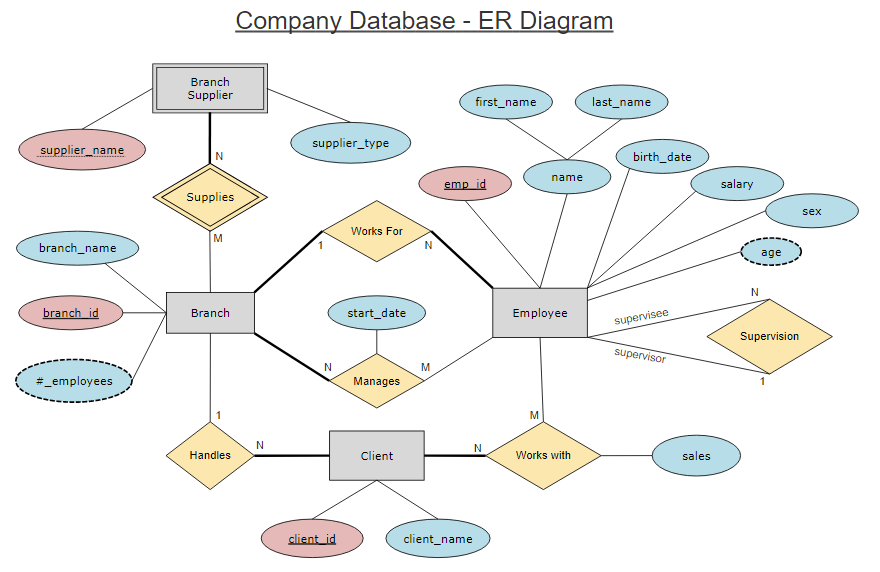 Company Database - ER Diagram
Branch
Supplier
first_name
last_name
supplier_name
supplier_type
N
birth_date
name
emp_id
salary
Supplies
sex
M
Works For
1
N
branch_name
age
supervisee
N
branch_id
Branch
start_date
Employee
Supervision
supervisor
#_employees
N
Manages
M
1
1
M
Handles
N
Client
N
Works with
sales
client_id
client_name